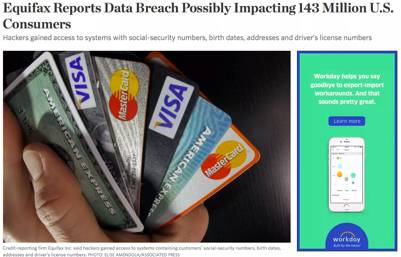 Equifax Reports Data Breach Possibly Impacting 143 Million U.S.
Consumers
Hackers gained access to systems with social-security numbers, birth dates, addresses and driver's license numbers
AMERICAN EXPRESS
MasterCard
VISA
VISA
AMERICAN EXPRESS
MasterCard
Credit-reporting firm Equifax Inc. said hackers gained access to systems containing customers' social-security numbers, birth dates,
addresses and driver's license numbers. PHOTO: ELISE AMENDOLA/ASSOCIATED PRESS
Workday helps you say
goodbye to export-import
workarounds. And that
sounds pretty great.
Learn more
workday